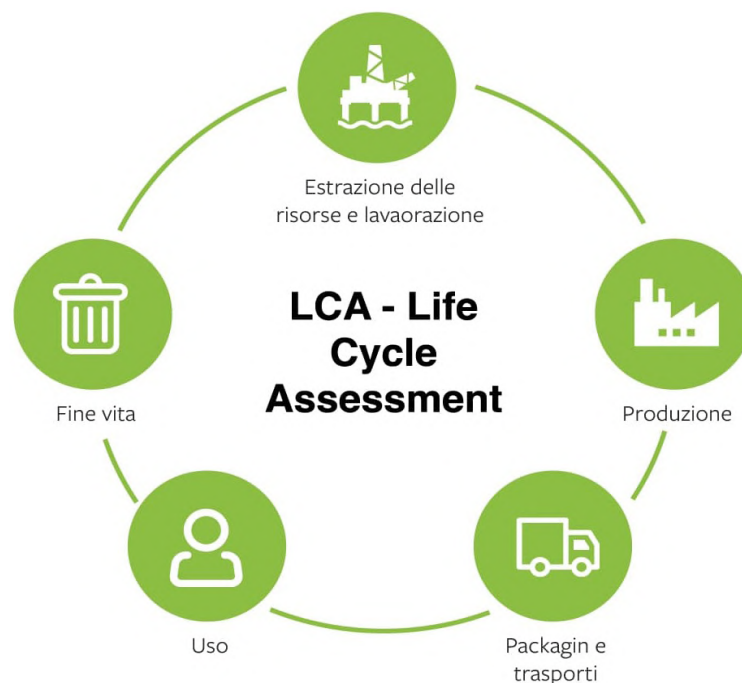 Estrazione delle
risorse e lavaorazione
LCA - Life
Cycle
Assessment
Fine vita
Produzione
Uso
Packagin e
trasporti